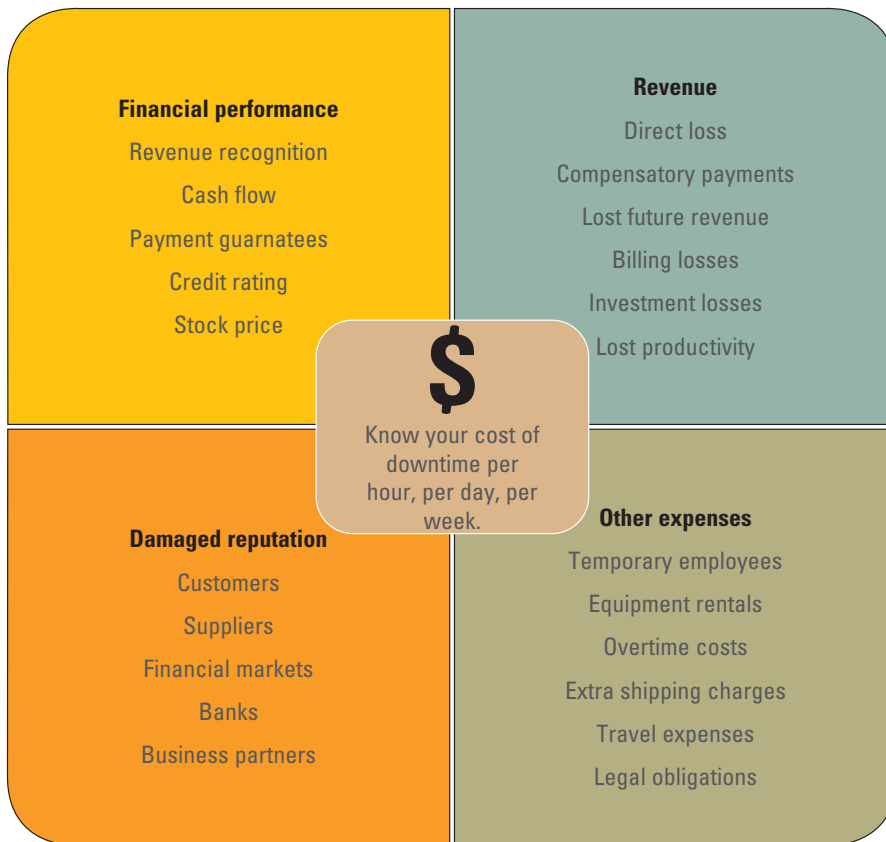 Financial performance
Revenue recognition
Cash flow
Payment guarnatees
Credit rating
Stock price
Revenue
Direct loss
Compensatory payments
Lost future revenue
Billing losses
Investment losses
Lost productivity
$
Know your cost of
downtime per
hour, per day, per
week.
Damaged reputation
Customers
Suppliers
Financial markets
Banks
Business partners
Other expenses
Temporary employees
Equipment rentals
Overtime costs
Extra shipping charges
Travel expenses
Legal obligations